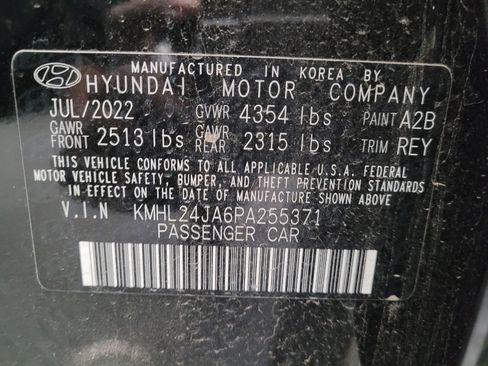 MANUFACTURED IN KOREA BY
HYUNDAI MOTOR COMPANY
JUL/2022 GVWR 4354 lbs PAINT A2B
GAWR FRONT 2513 lbs GAWR REAR 2315 lbs TRIM REY
THIS VEHICLE CONFORMS TO ALL APPLICABLE U.S.A. FEDERAL
MOTOR VEHICLE SAFETY, BUMPER, AND THEFT PREVENTION STANDARDS
IN EFFECT ON THE DATE OF MANUFACTURE SHOWN ABOVE.
V.I.N KMHL24JA6PA255371
PASSENGER CAR